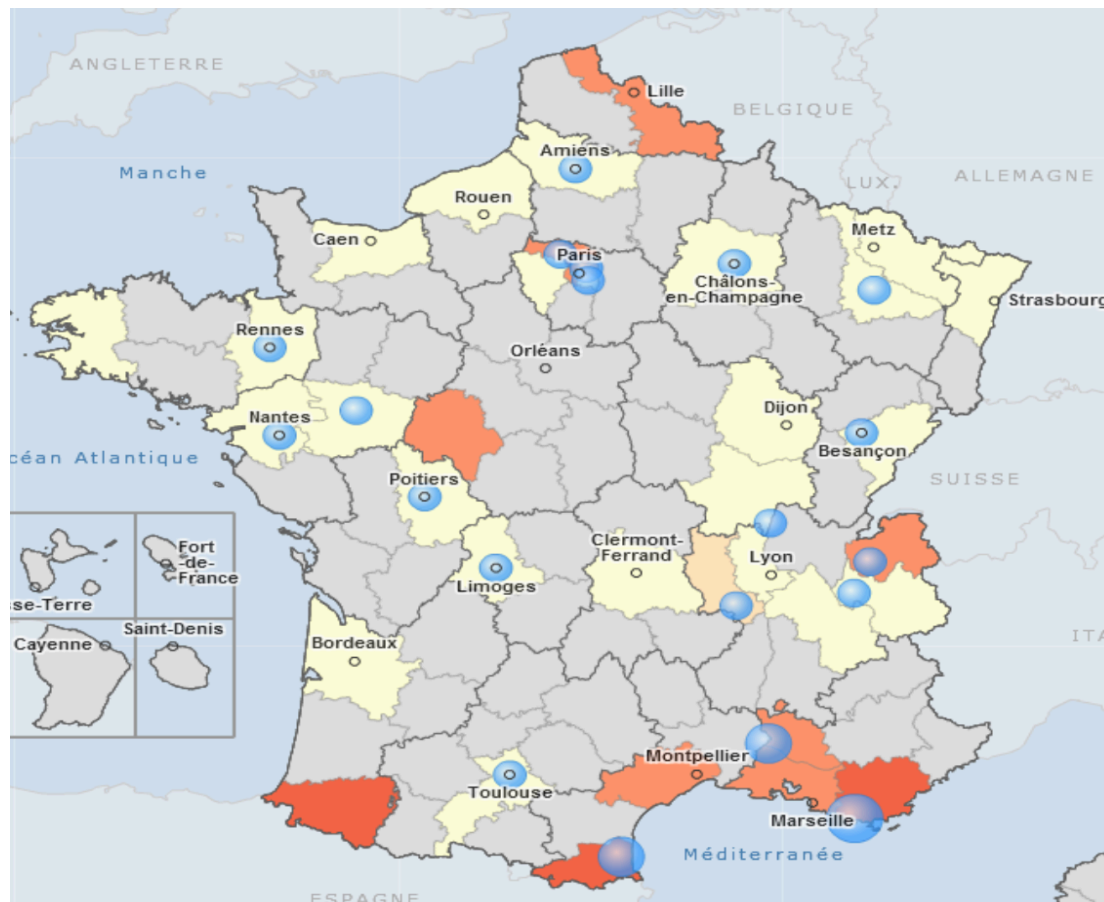 ANGLETERRE
Lille
BELGIQUE
Amiens
Manche
LUX.
ALLEMAGNE
Rouen
Metz
Caen
Paris
Châlons-
en-Champagne
Strasbourg
Rennes
Orléans
Nantes
Dijon
Besançon
céan Atlantique
Poitiers
SUISSE
Clermont-
Ferrand
Lyon
Limoges
Fort
-de-
France
sse-Terre
Saint-Denis
Cayenne
Bordeaux
ITA
Montpellier
Toulouse
Marseille
Méditerranée
ESPAGNE